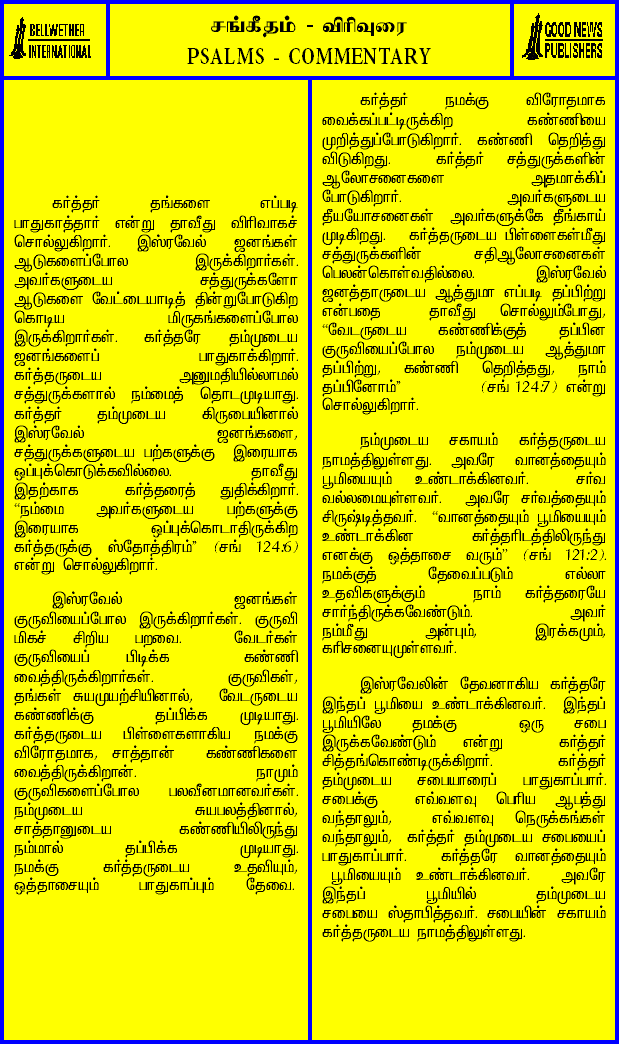 BELLWETHER
INTERNATIONAL
சங்கீதம் - விரிவுரை
PSALMS - COMMENTARY
GOOD NEWS
PUBLISHERS
கர்த்தர் தங்களை எப்படி
பாதுகாத்தார் என்று தாவீது விரிவாகச்
சொல்லுகிறார். இஸ்ரவேல் ஜனங்கள்
ஆடுகளைப்போல இருக்கிறார்கள்.
அவர்களுடைய சத்துருக்களோ
ஆடுகளை வேட்டையாடித் தின்றுபோடுகிற
கொடிய மிருகங்களைப்போல
இருக்கிறார்கள். கர்த்தரே தம்முடைய
ஜனங்களைப் பாதுகாக்கிறார்.
கர்த்தருடைய அனுமதியில்லாமல்
சத்துருக்களால் நம்மைத் தொடமுடியாது.
கர்த்தர் தம்முடைய கிருபையினால்
இஸ்ரவேல் ஜனங்களை,
சத்துருக்களுடைய பற்களுக்கு இரையாக
ஒப்புக்கொடுக்கவில்லை. தாவீது
இதற்காக கர்த்தரைத் துதிக்கிறார்.
“நம்மை அவர்களுடைய பற்களுக்கு
இரையாக ஒப்புக்கொடாதிருக்கிற
கர்த்தருக்கு ஸ்தோத்திரம்” (சங் 124:6)
என்று சொல்லுகிறார்.
இஸ்ரவேல் ஜனங்கள்
குருவியைப்போல இருக்கிறார்கள். குருவி
மிகச் சிறிய பறவை. வேடர்கள்
குருவியைப் பிடிக்க கண்ணி
வைத்திருக்கிறார்கள். குருவிகள்,
தங்கள் சுயமுயற்சியினால், வேடருடைய
கண்ணிக்கு தப்பிக்க முடியாது.
கர்த்தருடைய பிள்ளைகளாகிய நமக்கு
விரோதமாக, சாத்தான் கண்ணிகளை
வைத்திருக்கிறான். நாமும்
குருவிகளைப்போல பலவீனமானவர்கள்.
நம்முடைய சுயபலத்தினால்,
சாத்தானுடைய கண்ணியிலிருந்து
நம்மால் தப்பிக்க முடியாது.
நமக்கு கர்த்தருடைய உதவியும்,
ஒத்தாசையும் பாதுகாப்பும் தேவை.
கர்த்தர் நமக்கு விரோதமாக
வைக்கப்பட்டிருக்கிற கண்ணியை
முறித்துப்போடுகிறார். கண்ணி தெறித்து
விடுகிறது. கர்த்தர் சத்துருக்களின்
ஆலோசனைகளை அதமாக்கிப்
போடுகிறார். அவர்களுடைய
தீயயோசனைகள் அவர்களுக்கே தீங்காய்
முடிகிறது. கர்த்தருடைய பிள்ளைகள்மீது
சத்துருக்களின் சதிஆலோசனைகள்
பெலன்கொள்வதில்லை. இஸ்ரவேல்
ஜனத்தாருடைய ஆத்துமா எப்படி தப்பிற்று
என்பதை தாவீது சொல்லும்போது,
“வேடருடைய கண்ணிக்குத் தப்பின
குருவியைப்போல நம்முடைய ஆத்துமா
தப்பிற்று, கண்ணி தெறித்தது, நாம்
தப்பினோம்” (சங் 124:7) என்று
சொல்லுகிறார்.
நம்முடைய சகாயம் கர்த்தருடைய
நாமத்திலுள்ளது. அவரே வானத்தையும்
பூமியையும் உண்டாக்கினவர். சர்வ
வல்லமையுள்ளவர். அவரே சர்வத்தையும்
சிருஷ்டித்தவர். “வானத்தையும் பூமியையும்
உண்டாக்கின கர்த்தரிடத்திலிருந்து
எனக்கு ஒத்தாசை வரும்” (சங் 121:2).
நமக்குத் தேவைப்படும் எல்லா
உதவிகளுக்கும் நாம் கர்த்தரையே
சார்ந்திருக்கவேண்டும். அவர்
நம்மீது அன்பும், இரக்கமும்,
கரிசனையுமுள்ளவர்.
இஸ்ரவேலின் தேவனாகிய கர்த்தரே
இந்தப் பூமியை உண்டாக்கினவர். இந்தப்
பூமியிலே தமக்கு ஒரு சபை
இருக்கவேண்டும் என்று கர்த்தர்
சித்தங்கொண்டிருக்கிறார். கர்த்தர்
தம்முடைய சபையாரைப் பாதுகாப்பார்.
சபைக்கு எவ்வளவு பெரிய ஆபத்து
வந்தாலும், எவ்வளவு நெருக்கங்கள்
வந்தாலும், கர்த்தர் தம்முடைய சபையைப்
பாதுகாப்பார். கர்த்தரே வானத்தையும்
பூமியையும் உண்டாக்கினவர். அவரே
இந்தப் பூமியில் தம்முடைய
சபையை ஸ்தாபித்தவர். சபையின் சகாயம்
கர்த்தருடைய நாமத்திலுள்ளது.